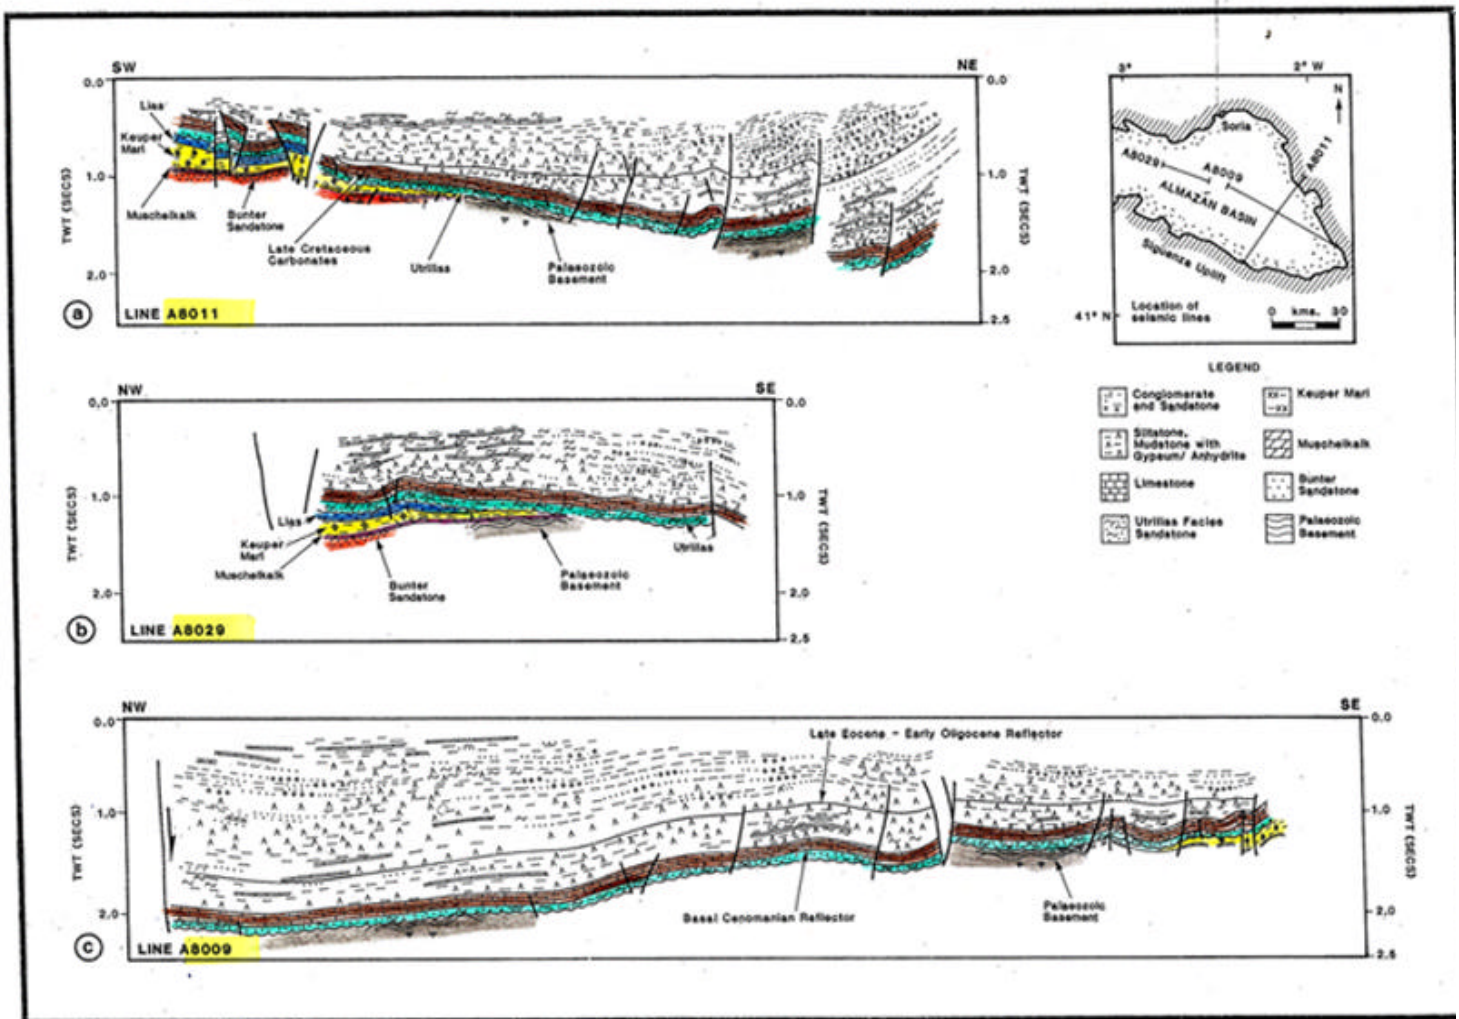 SW
NE
0.0
0.0
Lias
Keuper
Marl
1.0
1.0
TWT (SECS)
TWT (SECS)
Muschelkalk
Bunter
Sandstone
Late Cretaceous
Carbonates
Utrillas
Palaeozoic
Basement
2.0
2.0
a
LINE A8011
2.5
3°
2° W
N
Soria
A8029
A8009
A8011
ALMAZÁN BASIN
Siguenza Uplift
41° N
Location of
seismic lines
0 kms. 30
LEGEND
Conglomerate
and Sandstone
Keuper Marl
Siltstone,
Mudstone with
Gypsum/ Anhydrite
Muschelkalk
Limestone
Bunter
Sandstone
Utrillas Facies
Sandstone
Palaeozoic
Basement
NW
SE
0.0
0.0
1.0
1.0
TWT (SECS)
TWT (SECS)
Lias
Keuper
Marl
Muschelkalk
Bunter
Sandstone
Palaeozoic
Basement
Utrillas
2.0
2.0
b
LINE A8029
2.5
NW
SE
0.0
0.0
Late Eocene - Early Oligocene Reflector
1.0
1.0
TWT (SECS)
TWT (SECS)
Basal Cenomanian Reflector
Palaeozoic
Basement
2.0
2.0
c
LINE A8009
2.5